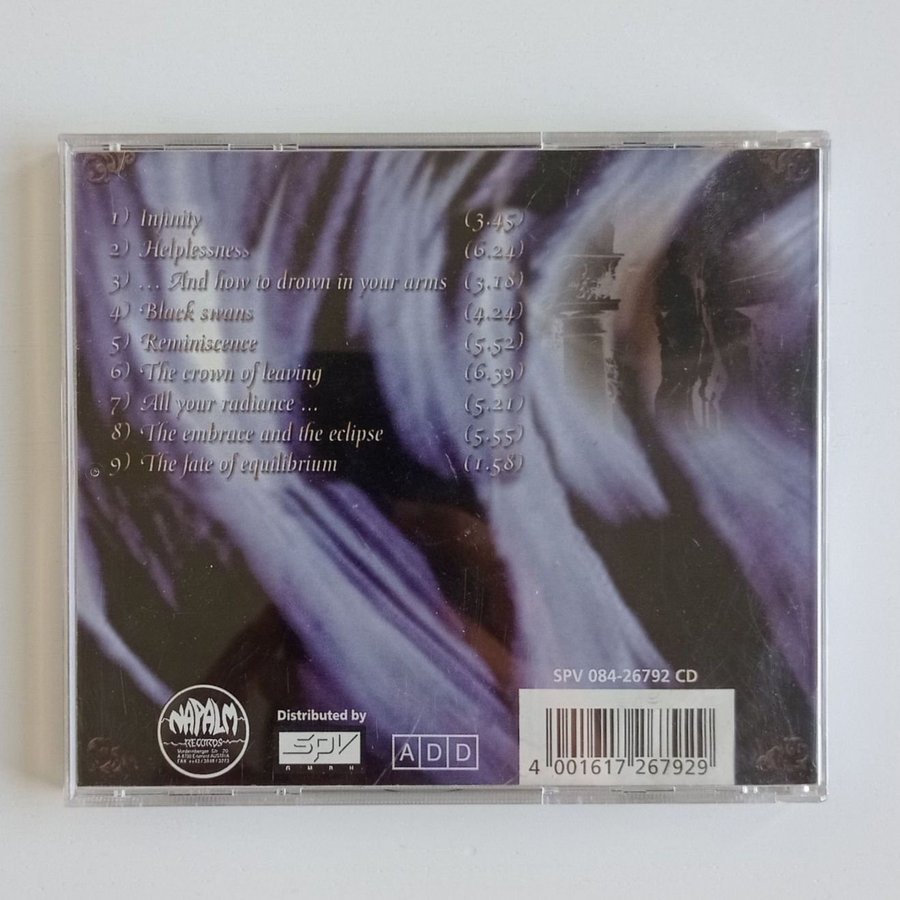 1) Infinity (3.45)
2) Helplessness (6.24)
3) ... And how to drown in your arms (3.18)
4) Black swans (4.24)
5) Reminiscence (5.52)
6) The crown of leaving (6.39)
7) All your radiance ... (5.21)
8) The embrace and the eclipse (5.55)
9) The fate of equilibrium (1.58)
SPV 084-26792 CD
NAPALM
RECORDS
Distributed by
SPV
GMBH
ADD
4 001617 267929